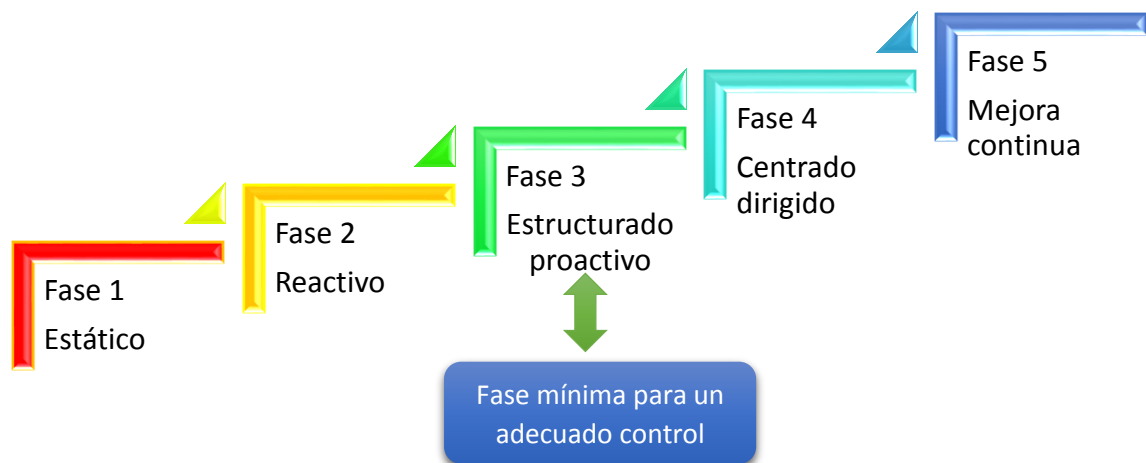 Fase 1
Estático
Fase 2
Reactivo
Fase 3
Estructurado
proactivo
Fase 4
Centrado
dirigido
Fase 5
Mejora
continua
Fase mínima para un
adecuado control